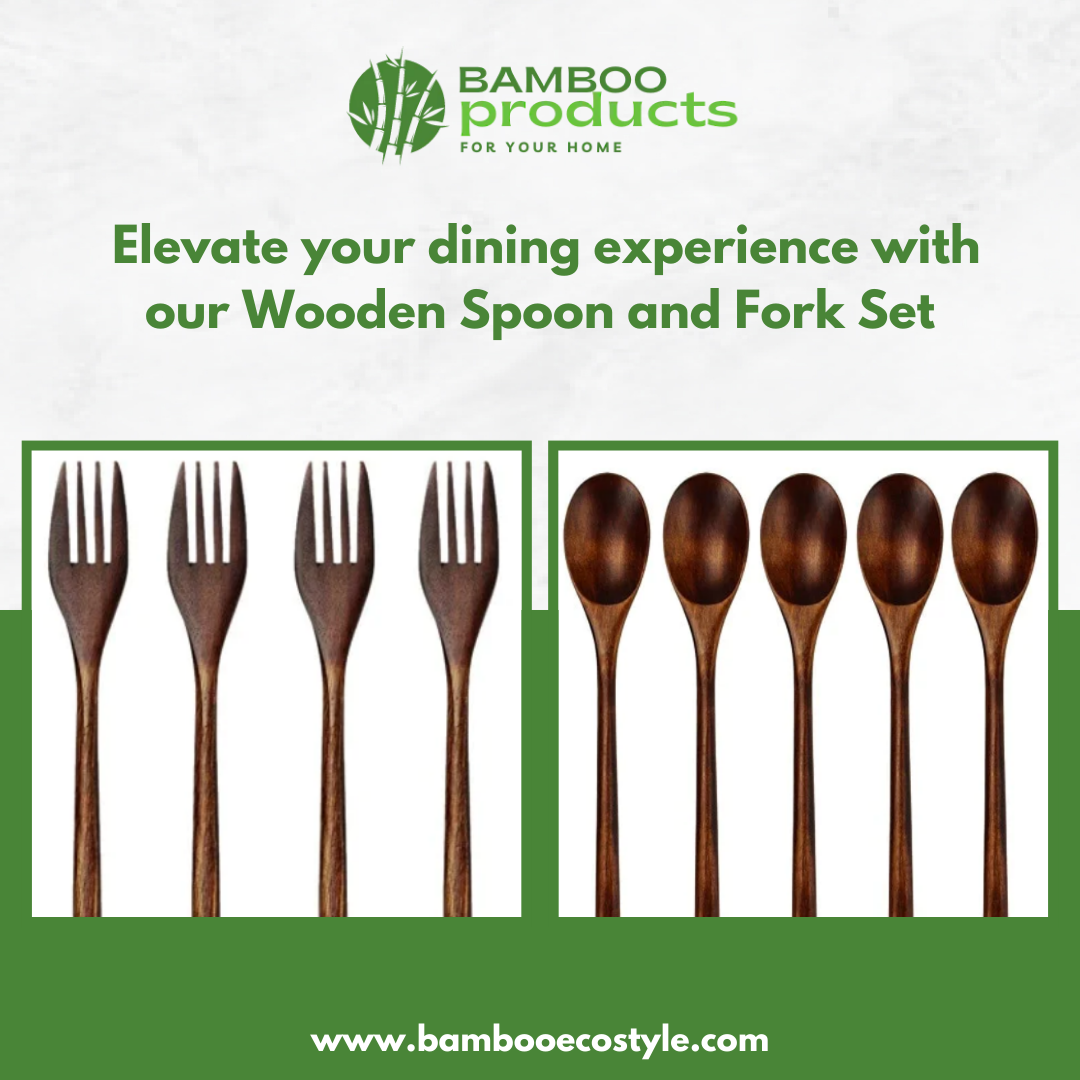 BAMBOO
products
FOR YOUR HOME
Elevate your dining experience with
our Wooden Spoon and Fork Set
www.bambooecostyle.com